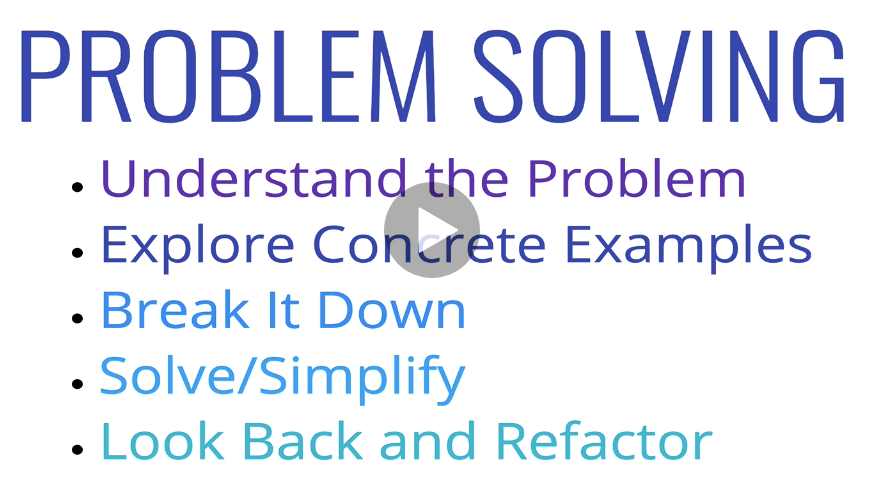 PROBLEM SOLVING
• Understand the Problem
• Explore Concrete Examples
• Break It Down
• Solve/Simplify
• Look Back and Refactor